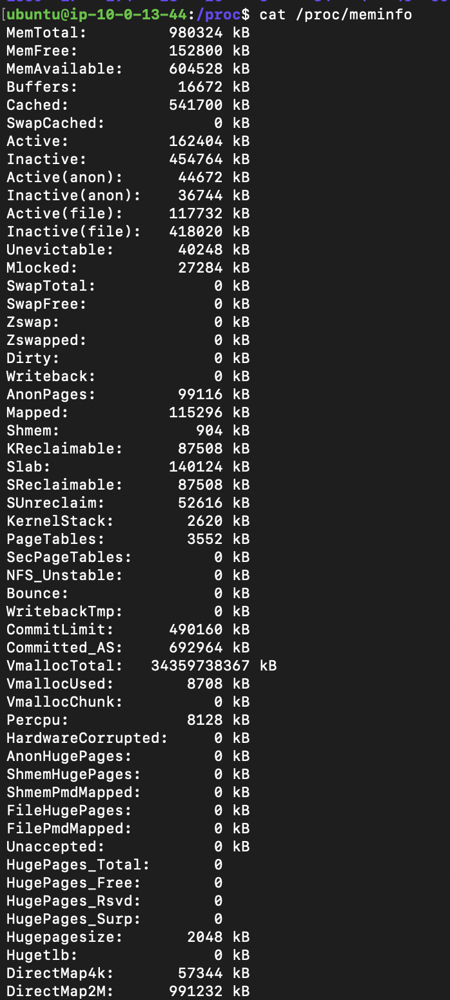 [ubuntu@ip-10-0-13-44:/proc$ cat /proc/meminfo
MemTotal:         980324 kB
MemFree:          152800 kB
MemAvailable:     604528 kB
Buffers:           16672 kB
Cached:           541700 kB
SwapCached:            0 kB
Active:           162404 kB
Inactive:         454764 kB
Active(anon):      44672 kB
Inactive(anon):    36744 kB
Active(file):     117732 kB
Inactive(file):   418020 kB
Unevictable:       40248 kB
Mlocked:           27284 kB
SwapTotal:             0 kB
SwapFree:              0 kB
Zswap:                 0 kB
Zswapped:              0 kB
Dirty:                 0 kB
Writeback:             0 kB
AnonPages:         99116 kB
Mapped:           115296 kB
Shmem:               904 kB
KReclaimable:      87508 kB
Slab:             140124 kB
SReclaimable:      87508 kB
SUnreclaim:        52616 kB
KernelStack:        2620 kB
PageTables:         3552 kB
SecPageTables:         0 kB
NFS_Unstable:          0 kB
Bounce:                0 kB
WritebackTmp:          0 kB
CommitLimit:      490160 kB
Committed_AS:     692964 kB
VmallocTotal:   34359738367 kB
VmallocUsed:        8708 kB
VmallocChunk:          0 kB
Percpu:             8128 kB
HardwareCorrupted:     0 kB
AnonHugePages:         0 kB
ShmemHugePages:        0 kB
ShmemPmdMapped:        0 kB
FileHugePages:         0 kB
FilePmdMapped:         0 kB
Unaccepted:            0 kB
HugePages_Total:       0
HugePages_Free:        0
HugePages_Rsvd:        0
HugePages_Surp:        0
Hugepagesize:       2048 kB
Hugetlb:               0 kB
DirectMap4k:       57344 kB
DirectMap2M:      991232 kB